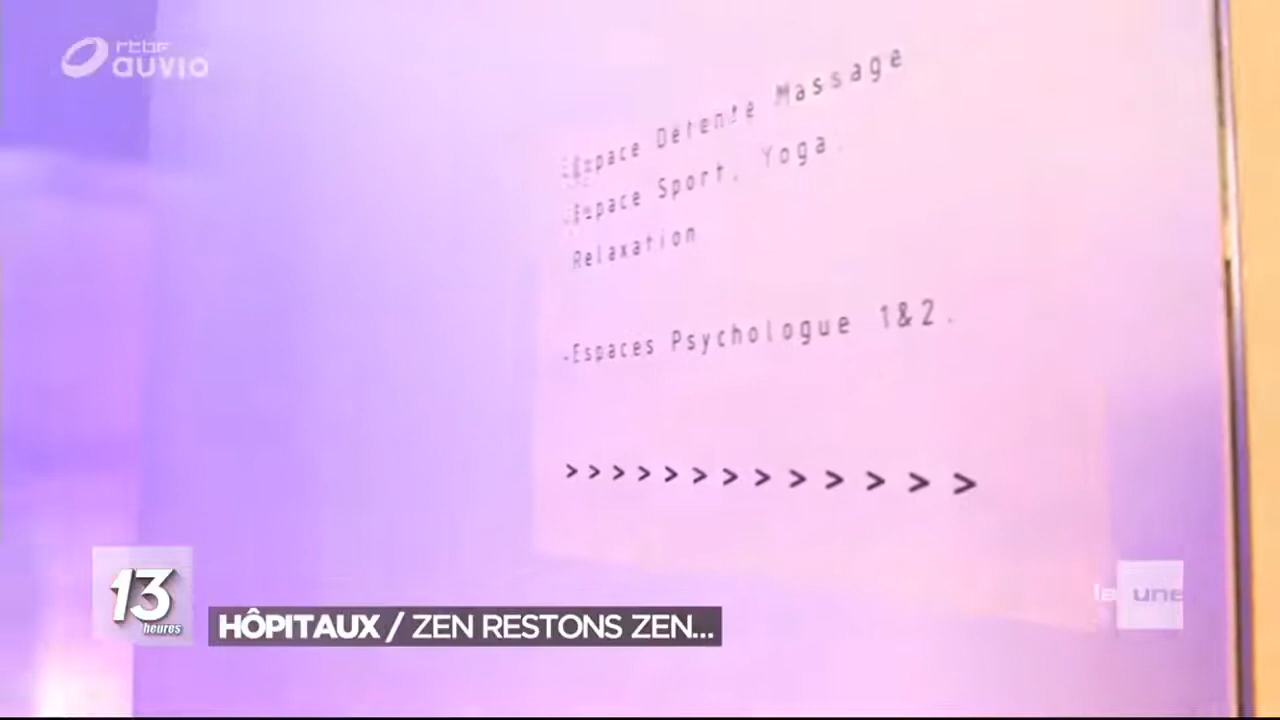 rtbf
auvio
-Espace Détente Massage
-Espace Sport, Yoga.
Relaxation
-Espaces Psychologue 1&2.
>>>>>>>>>>>>>>
13
heures
HÔPITAUX / ZEN RESTONS ZEN...
la une